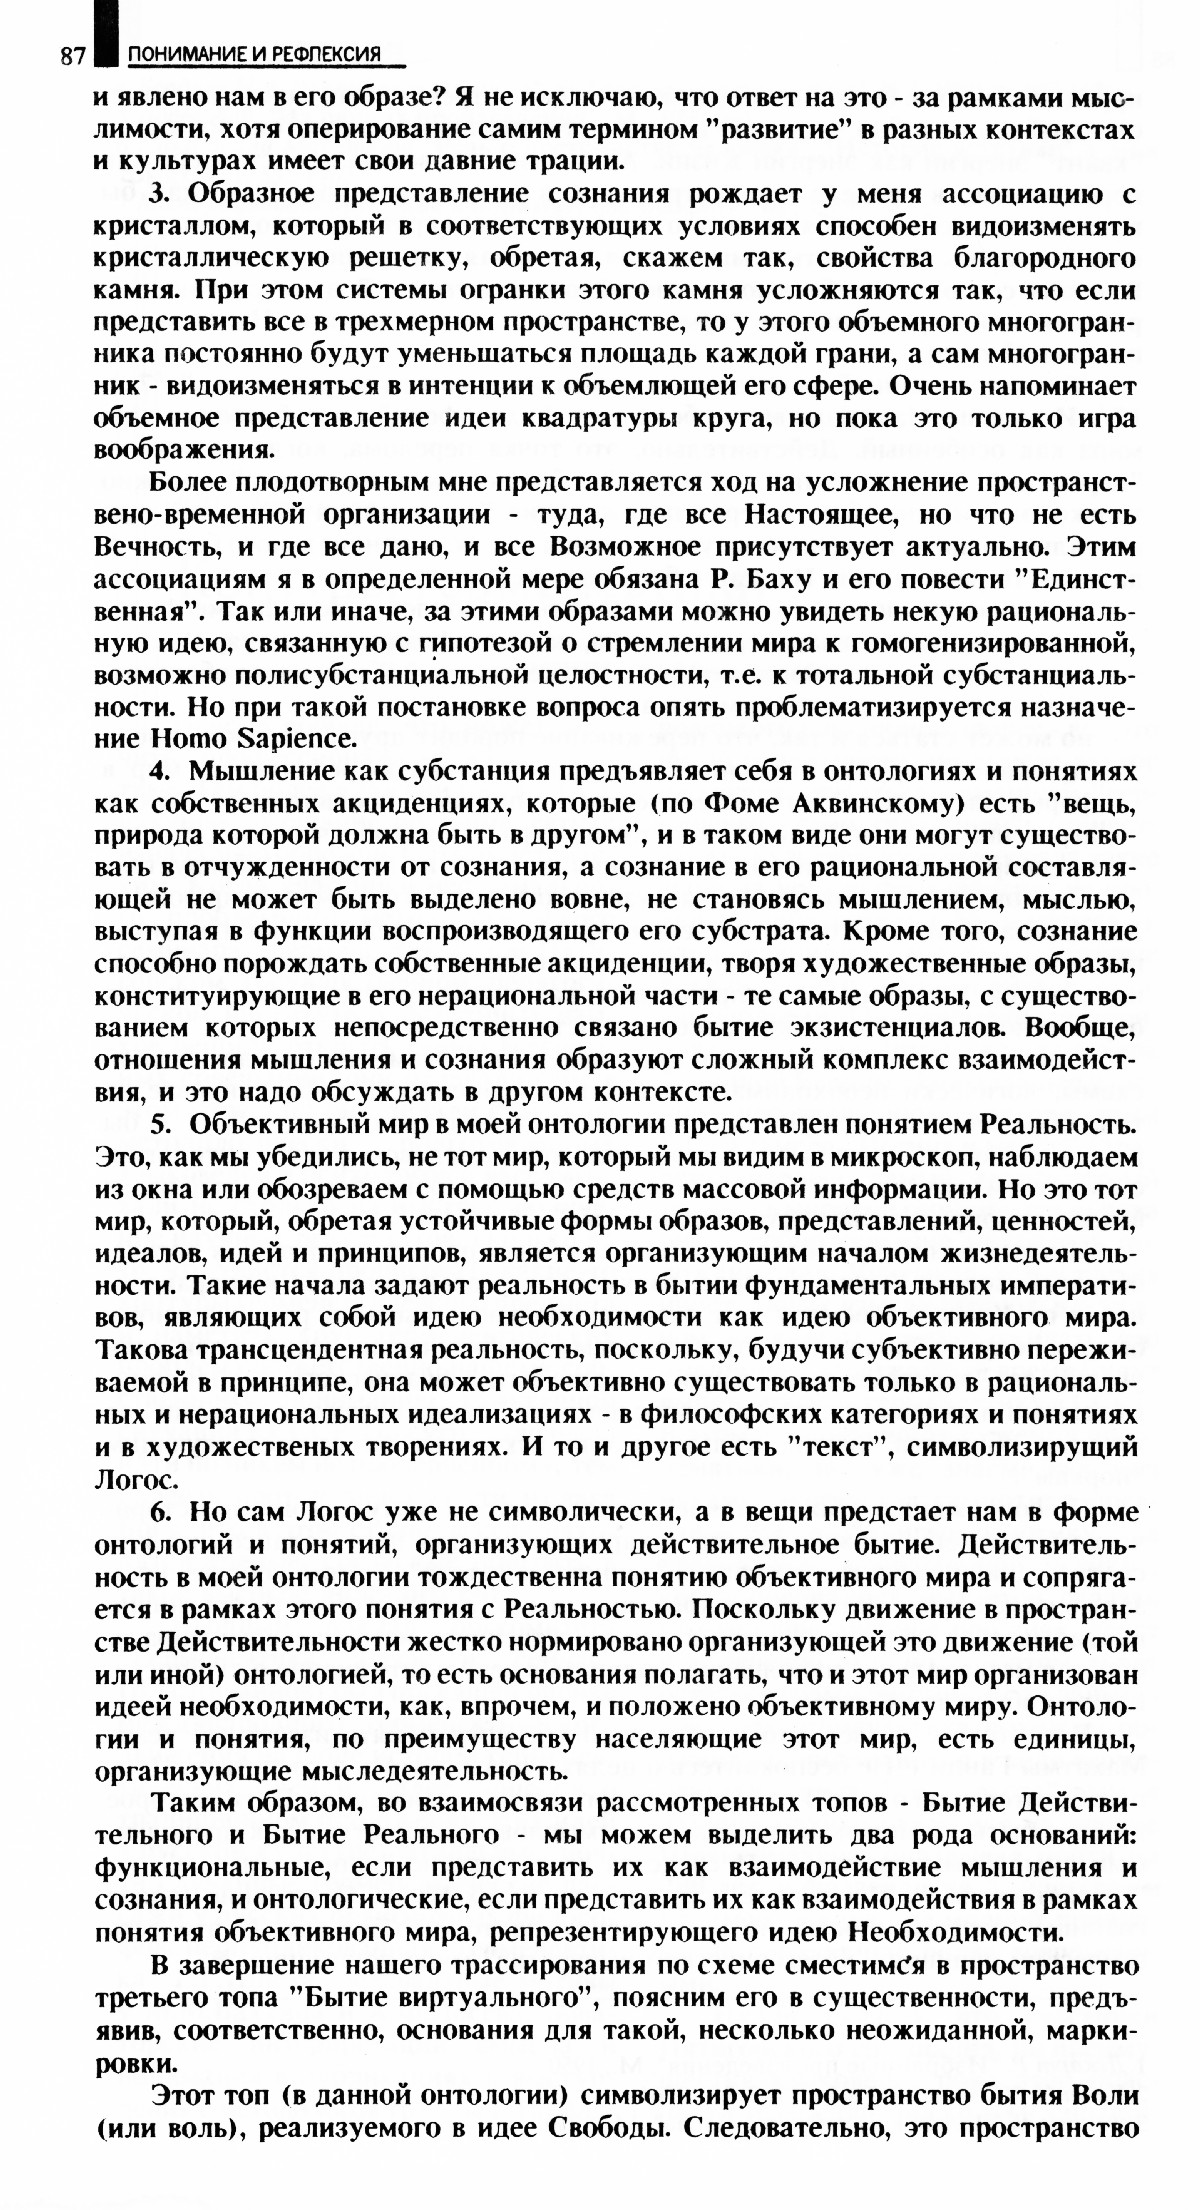 87 ПОНИМАНИЕ И РЕФЛЕКСИЯ
и явлено нам в его образе? Я не исключаю, что ответ на это - за рамками мыс-
лимости, хотя оперирование самим термином "развитие" в разных контекстах
и культурах имеет свои давние трации.
3. Образное представление сознания рождает у меня ассоциацию с
кристаллом, который в соответствующих условиях способен видоизменять
кристаллическую решетку, обретая, скажем так, свойства благородного
камня. При этом системы огранки этого камня усложняются так, что если
представить все в трехмерном пространстве, то у этого объемного многогран-
ника постоянно будут уменьшаться площадь каждой грани, а сам многогран-
ник - видоизменяться в интенции к объемлющей его сфере. Очень напоминает
объемное представление идеи квадратуры круга, но пока это только игра
воображения.
Более плодотворным мне представляется ход на усложнение пространст-
вено-временной организации - туда, где все Настоящее, но что не есть
Вечность, и где все дано, и все Возможное присутствует актуально. Этим
ассоциациям я в определенной мере обязана Р. Баху и его повести "Единст-
венная". Так или иначе, за этими образами можно увидеть некую рациональ-
ную идею, связанную с гипотезой о стремлении мира к гомогенизированной,
возможно полисубстанциальной целостности, т.е. к тотальной субстанциаль-
ности. Но при такой постановке вопроса опять проблематизируется назначе-
ние Homo Sapience.
4. Мышление как субстанция предъявляет себя в онтологиях и понятиях
как собственных акциденциях, которые (по Фоме Аквинскому) есть "вещь,
природа которой должна быть в другом", и в таком виде они могут существо-
вать в отчужденности от сознания, а сознание в его рациональной составля-
ющей не может быть выделено вовне, не становясь мышлением, мыслью,
выступая в функции воспроизводящего его субстрата. Кроме того, сознание
способно порождать собственные акциденции, творя художественные образы,
конституирующие в его нерациональной части - те самые образы, с существо-
ванием которых непосредственно связано бытие экзистенциалов. Вообще,
отношения мышления и сознания образуют сложный комплекс взаимодейст-
вия, и это надо обсуждать в другом контексте.
5. Объективный мир в моей онтологии представлен понятием Реальность.
Это, как мы убедились, не тот мир, который мы видим в микроскоп, наблюдаем
из окна или обозреваем с помощью средств массовой информации. Но это тот
мир, который, обретая устойчивые формы образов, представлений, ценностей,
идеалов, идей и принципов, является организующим началом жизнедеятель-
ности. Такие начала задают реальность в бытии фундаментальных императи-
вов, являющих собой идею необходимости как идею объективного мира.
Такова трансцендентная реальность, поскольку, будучи субъективно пережи-
ваемой в принципе, она может объективно существовать только в рациональ-
ных и нерациональных идеализациях - в философских категориях и понятиях
и в художественых творениях. И то и другое есть "текст", символизирущий
Логос.
6. Но сам Логос уже не символически, а в вещи предстает нам в форме
онтологий и понятий, организующих действительное бытие. Действитель-
ность в моей онтологии тождественна понятию объективного мира и сопряга-
ется в рамках этого понятия с Реальностью. Поскольку движение в простран-
стве Действительности жестко нормировано организующей это движение (той
или иной) онтологией, то есть основания полагать, что и этот мир организован
идеей необходимости, как, впрочем, и положено объективному миру. Онтоло-
гии и понятия, по преимуществу населяющие этот мир, есть единицы,
организующие мыследеятельность.
Таким образом, во взаимосвязи рассмотренных топов - Бытие Действи-
тельного и Бытие Реального - мы можем выделить два рода оснований:
функциональные, если представить их как взаимодействие мышления и
сознания, и онтологические, если представить их как взаимодействия в рамках
понятия объективного мира, репрезентирующего идею Необходимости.
В завершение нашего трассирования по схеме сместимся в пространство
третьего топа "Бытие виртуального", поясним его в существенности, предъ-
явив, соответственно, основания для такой, несколько неожиданной, марки-
ровки.
Этот топ (в данной онтологии) символизирует пространство бытия Воли
(или воль), реализуемого в идее Свободы. Следовательно, это пространство